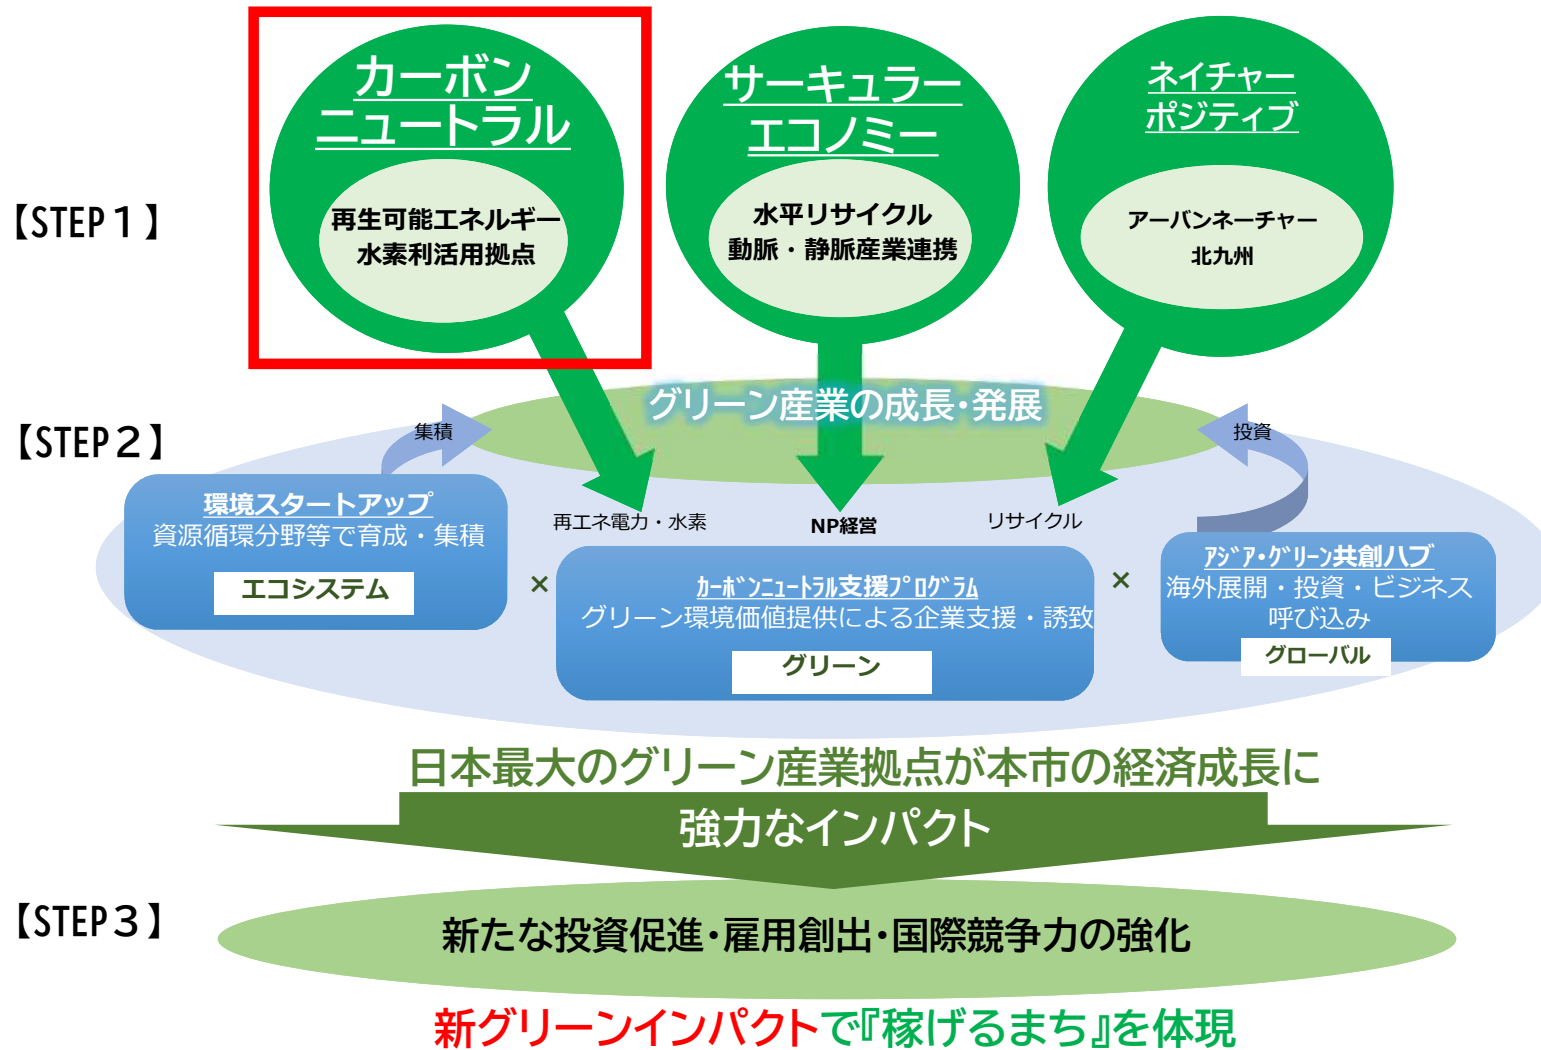 カーボン
ニュートラル
再生可能エネルギー
水素利活用拠点
サーキュラー
エコノミー
水平リサイクル
動脈・静脈産業連携
ネイチャー
ポジティブ
アーバンネーチャー
北九州
【STEP１】
グリーン産業の成長・発展
【STEP２】
集積
投資
環境スタートアップ
資源循環分野等で育成・集積
エコシステム
再エネ電力・水素
NP経営
リサイクル
×
ｶｰﾎﾞﾝﾆｭｰﾄﾗﾙ支援ﾌﾟﾛｸﾞﾗﾑ
グリーン環境価値提供による企業支援・誘致
グリーン
×
ｱｼﾞｱ・ｸﾞﾘｰﾝ共創ハブ
海外展開・投資・ビジネス
呼び込み
グローバル
日本最大のグリーン産業拠点が本市の経済成長に
強力なインパクト
【STEP３】
新たな投資促進・雇用創出・国際競争力の強化
新グリーンインパクトで『稼げるまち』を体現